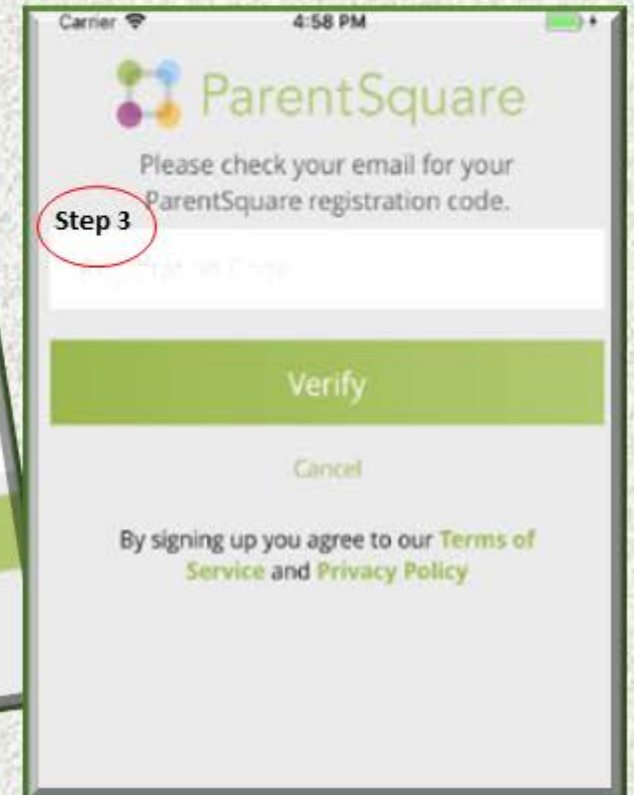 Carrier 4:58 PM
ParentSquare
Please check your email for your
ParentSquare registration code.
Step 3
Verify
Cancel
By signing up you agree to our Terms of
Service and Privacy Policy